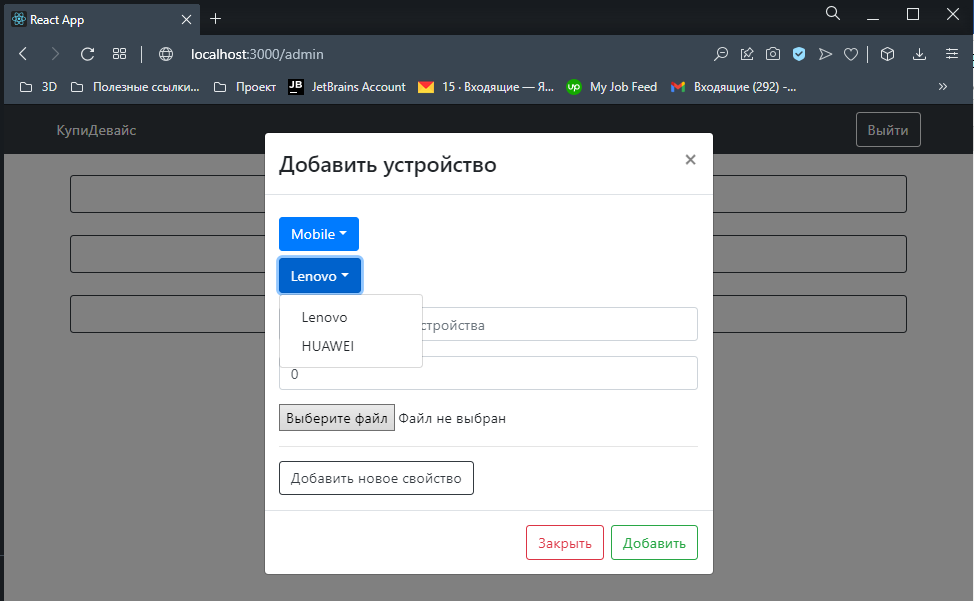 React App
localhost:3000/admin
3D Полезные ссылки... Проект JB JetBrains Account 15 · Входящие — Я... up My Job Feed Входящие (292) -...
КупиДевайс
Выйти
Добавить устройство
×
Mobile
Lenovo
Lenovo
стройства
HUAWEI
0
Выберите файл Файл не выбран
Добавить новое свойство
Закрыть Добавить